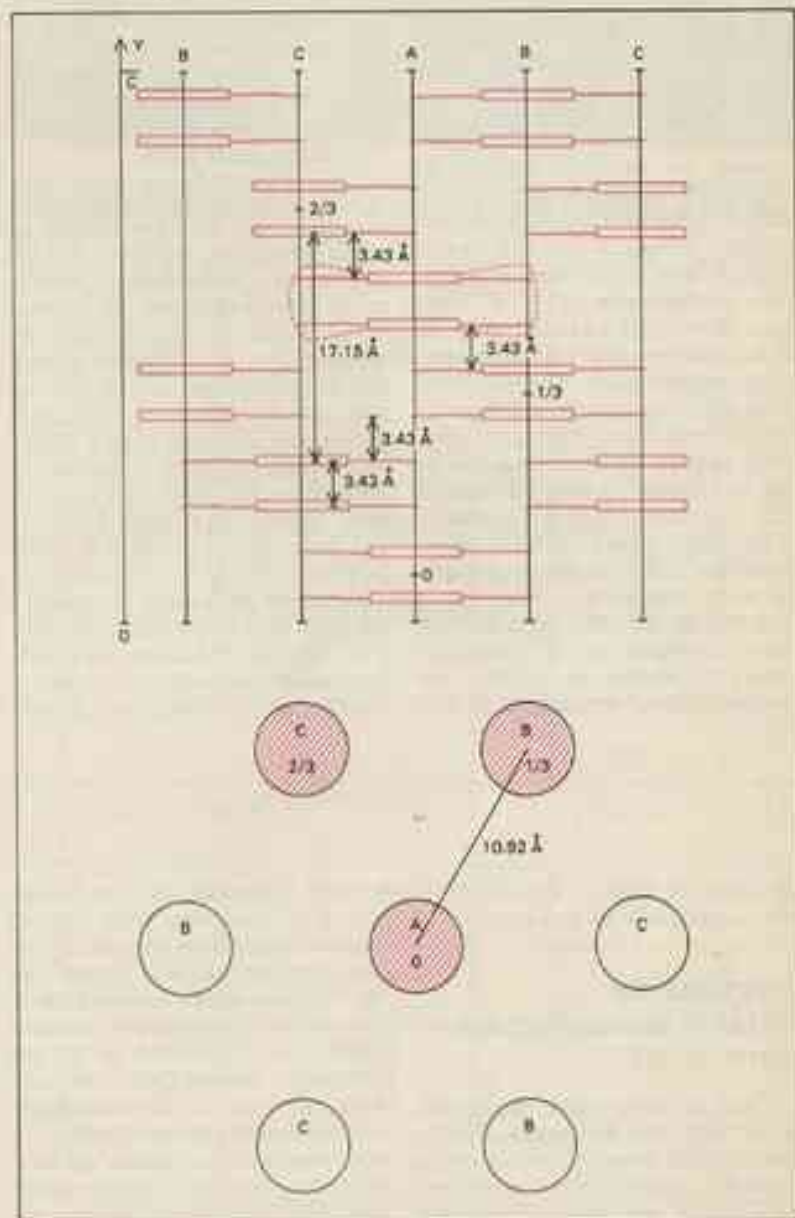 Y B C A B C
C
2/3
3.43 Å
17.15 Å
3.43 Å
1/3
3.43 Å
3.43 Å
0
0
C B
2/3 1/3
10.92 Å
B A C
0
C B